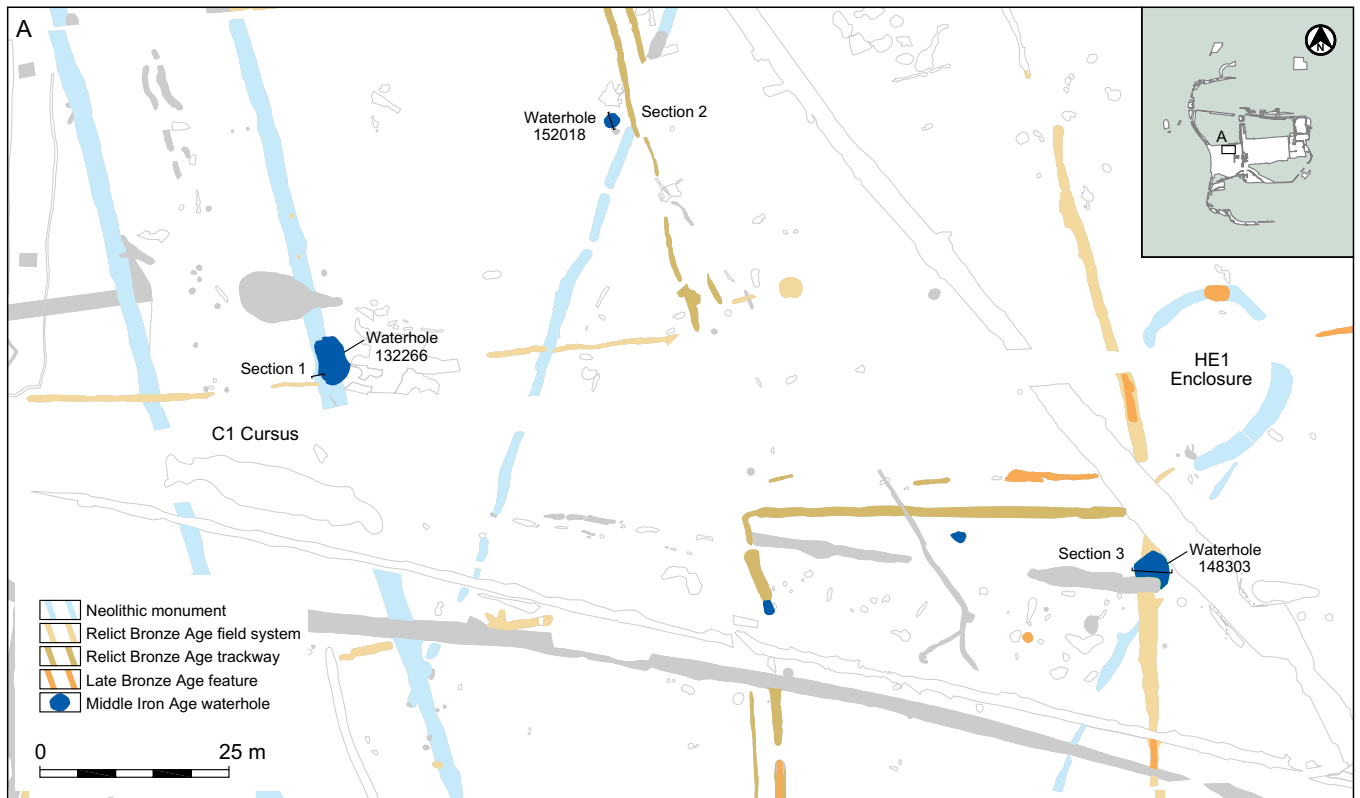 A
N
A
Waterhole
152018
Section 2
Waterhole
132266
Section 1
HE1
Enclosure
C1 Cursus
Section 3
Waterhole
148303
Neolithic monument
Relict Bronze Age field system
Relict Bronze Age trackway
Late Bronze Age feature
Middle Iron Age waterhole
0
25 m